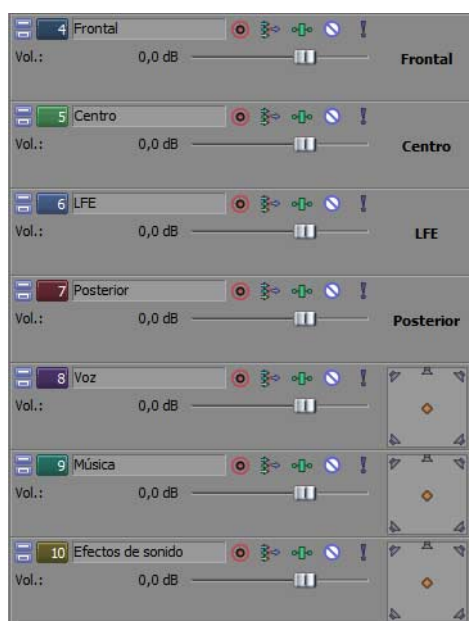 4 Frontal
Vol.: 0,0 dB Frontal
5 Centro
Vol.: 0,0 dB Centro
6 LFE
Vol.: 0,0 dB LFE
7 Posterior
Vol.: 0,0 dB Posterior
8 Voz
Vol.: 0,0 dB
9 Música
Vol.: 0,0 dB
10 Efectos de sonido
Vol.: 0,0 dB